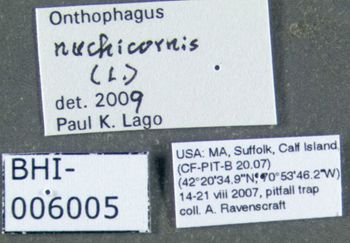 Onthophagus
nuchicornis
(L.)
det. 2009
Paul K. Lago
BHI-
006005
USA: MA, Suffolk, Calf Island,
(CF-PIT-B 20.07)
(42°20'34.9"N; 70°53'46.2"W)
14-21 viii 2007, pitfall trap
coll. A. Ravenscraft